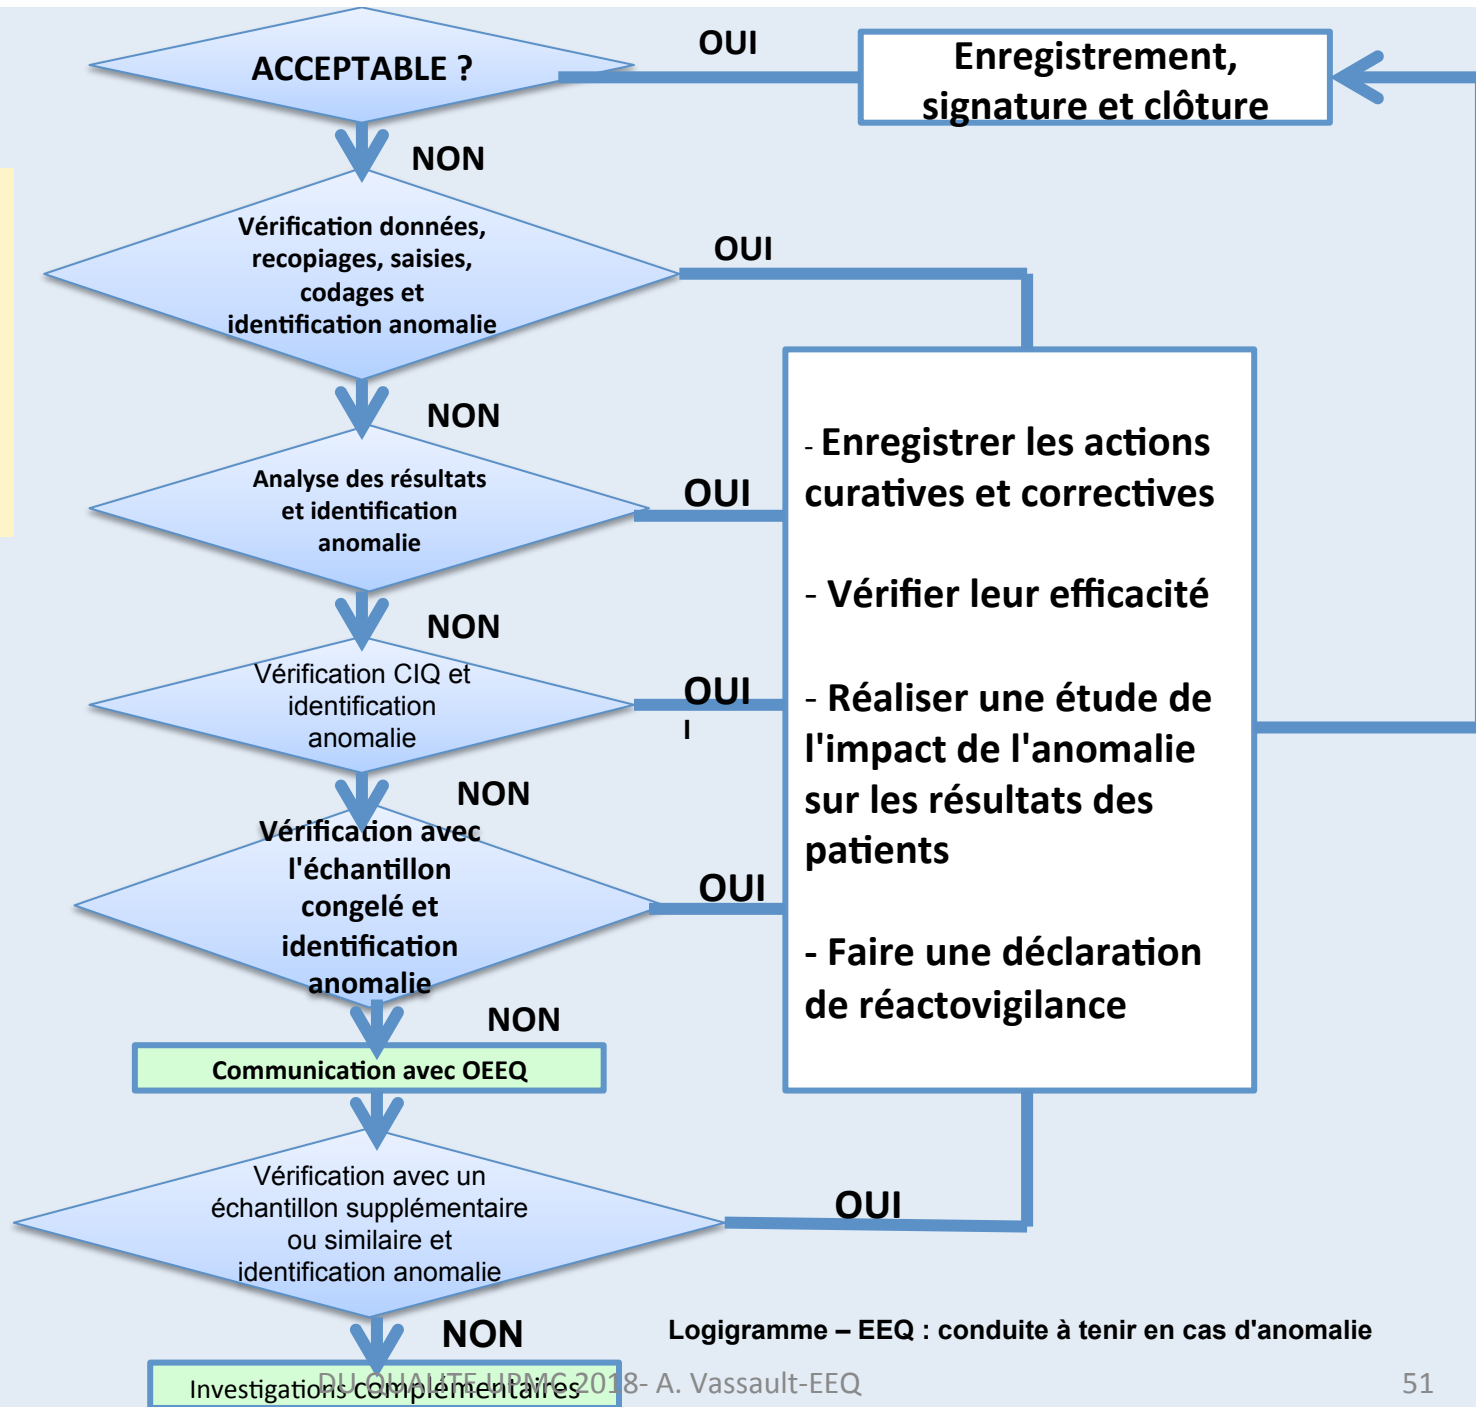 ACCEPTABLE ?
OUI
Enregistrement,
signature et clôture
NON
Vérification données,
recopiages, saisies,
codages et
identification anomalie
OUI
NON
Analyse des résultats
et identification
anomalie
OUI
NON
Vérification CIQ et
identification
anomalie
OUI
I
NON
Vérification avec
l'échantillon
congelé et
identification
anomalie
OUI
NON
- Enregistrer les actions
curatives et correctives
- Vérifier leur efficacité
- Réaliser une étude de
l'impact de l'anomalie
sur les résultats des
patients
- Faire une déclaration
de réactovigilance
Communication avec OEEQ
Vérification avec un
échantillon supplémentaire
ou similaire et
identification anomalie
OUI
NON
Logigramme – EEQ : conduite à tenir en cas d'anomalie
Investigations complémentaires
DU QUALITE UPMC 2018- A. Vassault-EEQ
51